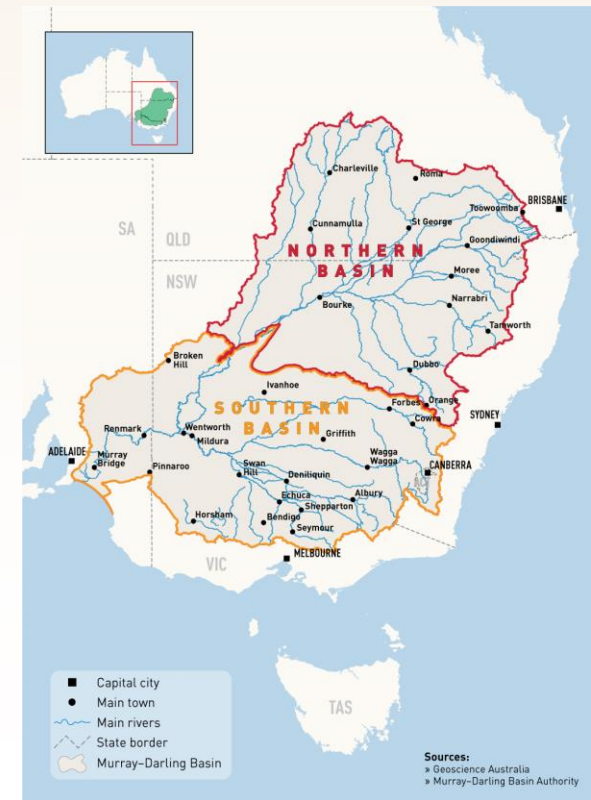 Charleville
Roma
Toowoomba
BRISBANE
Cunnamulla
St George
SA
QLD
Goondiwindi
NORTHERN
BASIN
NSW
Moree
Bourke
Narrabri
Tamworth
Broken
Hill
Dubbo
Ivanhoe
Orange
SOUTHERN
BASIN
Forbes
Cowra
SYDNEY
Renmark
Wentworth
Mildura
Griffith
ADELAIDE
Murray
Bridge
Pinnaroo
Wagga
Wagga
CANBERRA
ACT
Swan
Hill
Deniliquin
Echuca
Albury
Shepparton
Horsham
Bendigo
Seymour
MELBOURNE
VIC
TAS
Capital city
Main town
Main rivers
State border
Murray–Darling Basin
Sources:
» Geoscience Australia
» Murray–Darling Basin Authority